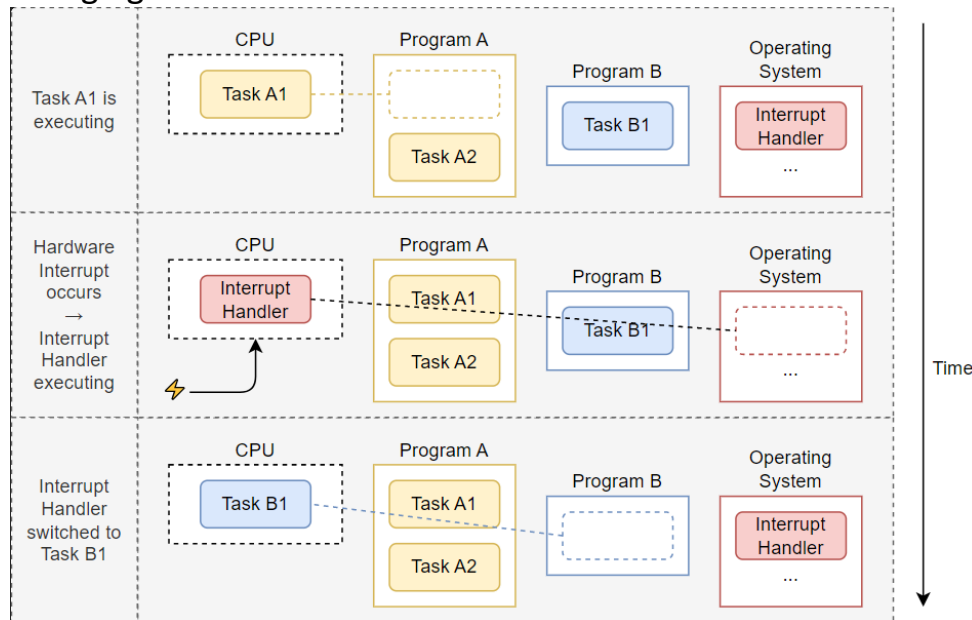 CPU
Program A
Program B
Operating
System
Task A1 is
executing
Task A1
Task A2
Task B1
Interrupt
Handler
...
Hardware
Interrupt
occurs
→
Interrupt
Handler
executing
CPU
Program A
Program B
Operating
System
Interrupt
Handler
Task A1
Task A2
Task B1
...
Time
Interrupt
Handler
switched to
Task B1
CPU
Program A
Program B
Operating
System
Task B1
Task A1
Task A2
Interrupt
Handler
...